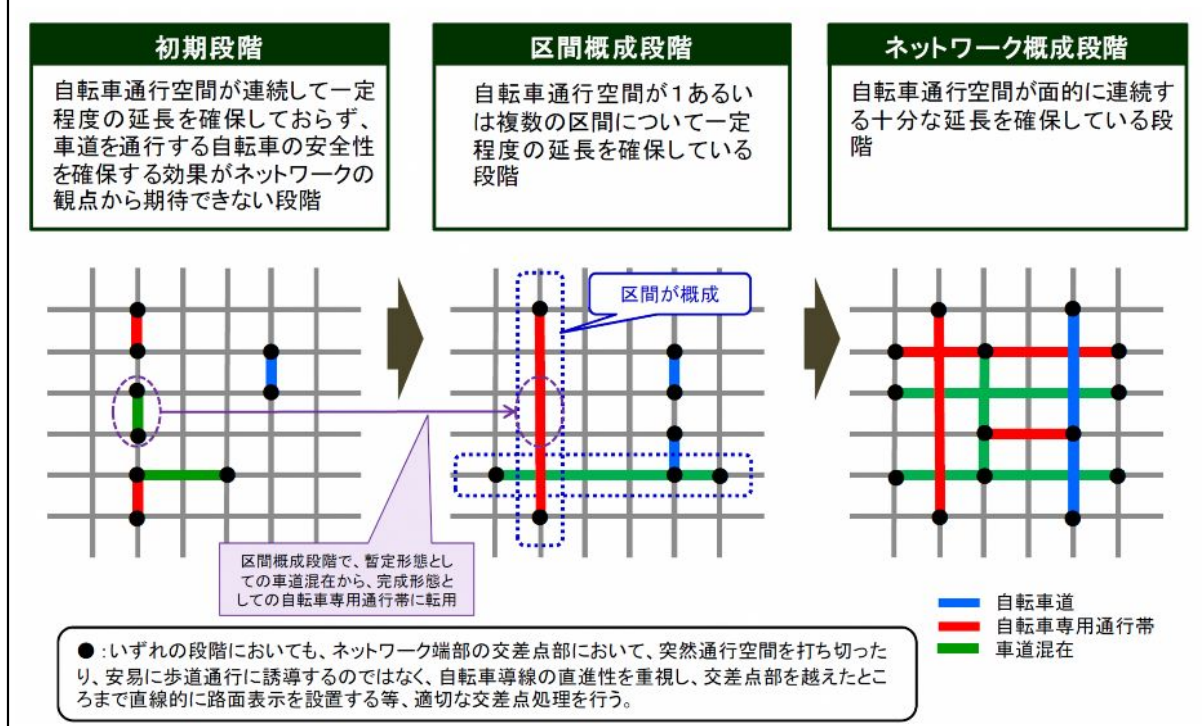 初期段階
自転車通行空間が連続して一定
程度の延長を確保しておらず、
車道を通行する自転車の安全性
を確保する効果がネットワークの
観点から期待できない段階
区間概成段階
自転車通行空間が1あるい
は複数の区間について一定
程度の延長を確保している
段階
ネットワーク概成段階
自転車通行空間が面的に連続す
る十分な延長を確保している段
階
区間が概成
区間概成段階で、暫定形態とし
ての車道混在から、完成形態と
しての自転車専用通行帯に転用
自転車道
自転車専用通行帯
車道混在
●:いずれの段階においても、ネットワーク端部の交差点部において、突然通行空間を打ち切った
り、安易に歩道通行に誘導するのではなく、自転車導線の直進性を重視し、交差点部を越えたとこ
ろまで直線的に路面表示を設置する等、適切な交差点処理を行う。